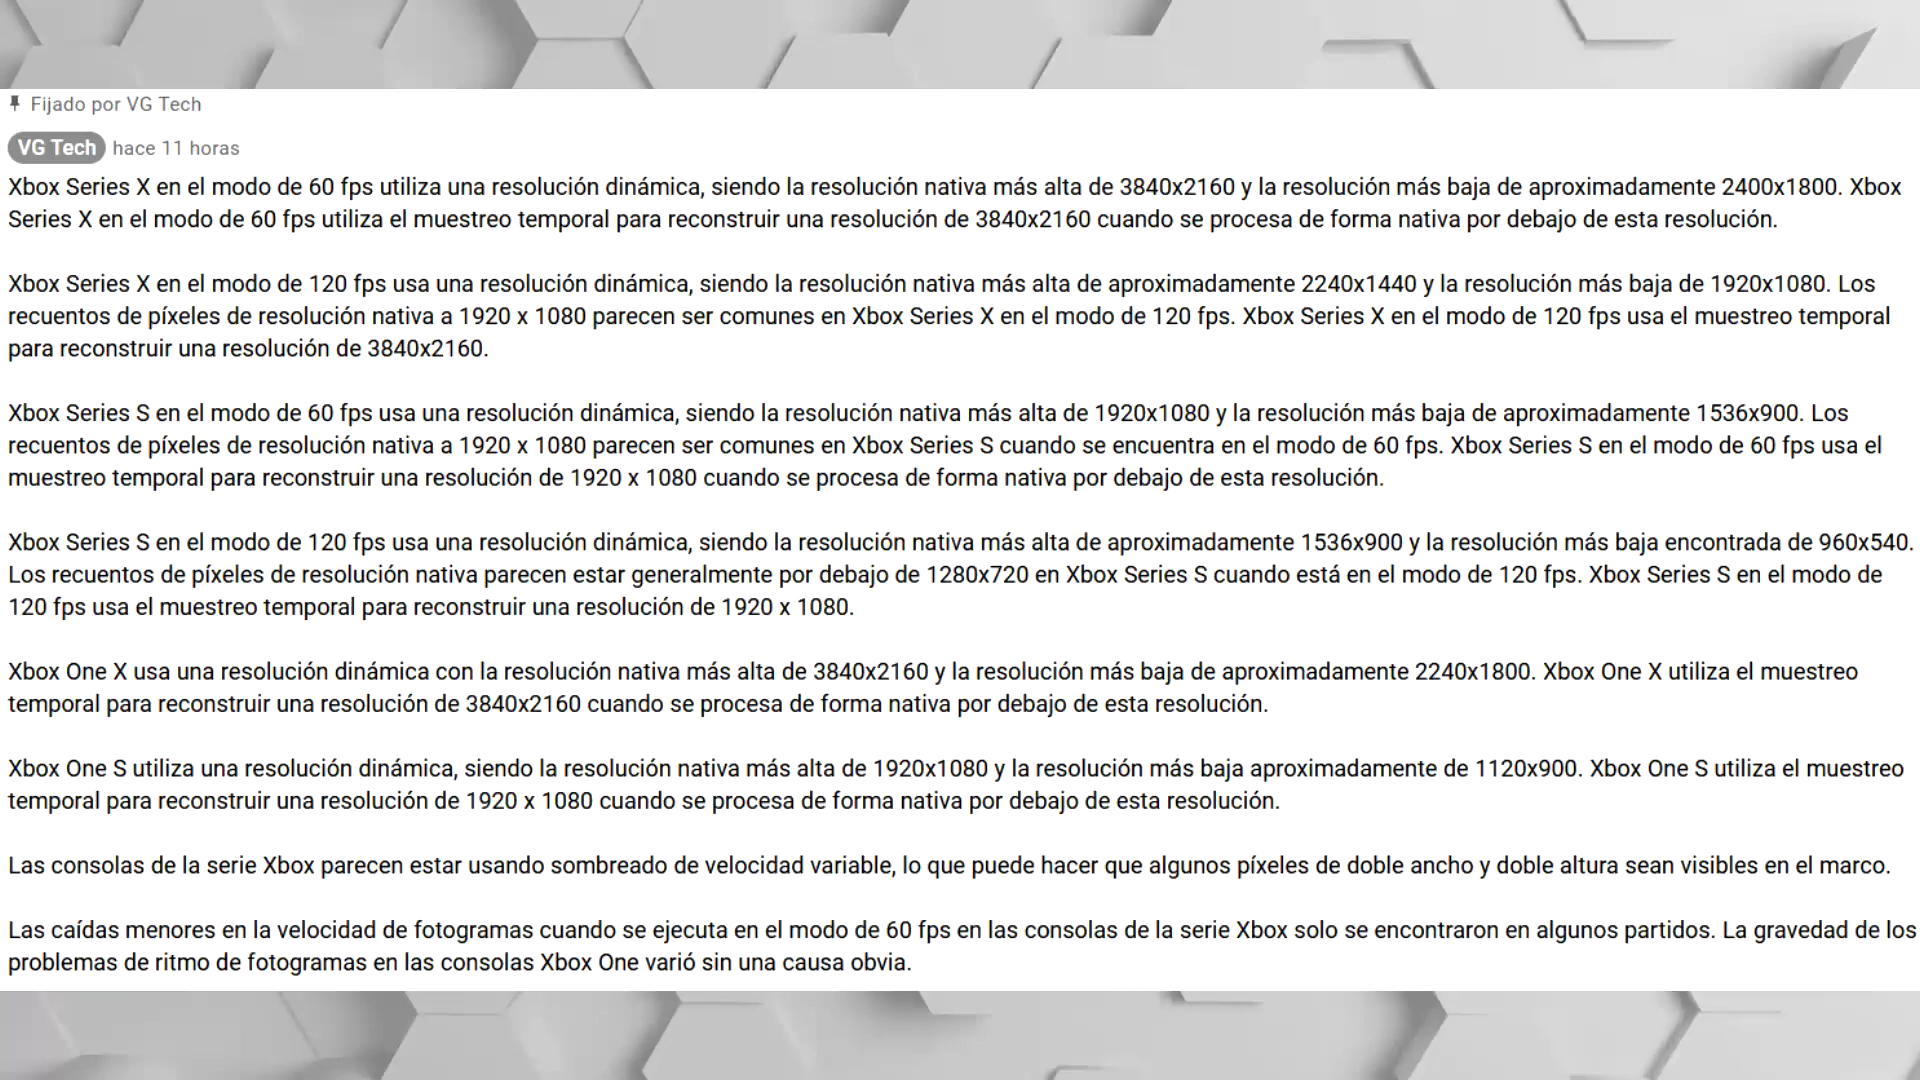 Fijado por VG Tech
VG Tech hace 11 horas
Xbox Series X en el modo de 60 fps utiliza una resolución dinámica, siendo la resolución nativa más alta de 3840x2160 y la resolución más baja de aproximadamente 2400x1800. Xbox
Series X en el modo de 60 fps utiliza el muestreo temporal para reconstruir una resolución de 3840x2160 cuando se procesa de forma nativa por debajo de esta resolución.
Xbox Series X en el modo de 120 fps usa una resolución dinámica, siendo la resolución nativa más alta de aproximadamente 2240x1440 y la resolución más baja de 1920x1080. Los
recuentos de píxeles de resolución nativa a 1920 x 1080 parecen ser comunes en Xbox Series X en el modo de 120 fps. Xbox Series X en el modo de 120 fps usa el muestreo temporal
para reconstruir una resolución de 3840x2160.
Xbox Series S en el modo de 60 fps usa una resolución dinámica, siendo la resolución nativa más alta de 1920x1080 y la resolución más baja de aproximadamente 1536x900. Los
recuentos de píxeles de resolución nativa a 1920 x 1080 parecen ser comunes en Xbox Series S cuando se encuentra en el modo de 60 fps. Xbox Series S en el modo de 60 fps usa el
muestreo temporal para reconstruir una resolución de 1920 x 1080 cuando se procesa de forma nativa por debajo de esta resolución.
Xbox Series S en el modo de 120 fps usa una resolución dinámica, siendo la resolución nativa más alta de aproximadamente 1536x900 y la resolución más baja encontrada de 960x540.
Los recuentos de píxeles de resolución nativa parecen estar generalmente por debajo de 1280x720 en Xbox Series S cuando está en el modo de 120 fps. Xbox Series S en el modo de
120 fps usa el muestreo temporal para reconstruir una resolución de 1920 x 1080.
Xbox One X usa una resolución dinámica con la resolución nativa más alta de 3840x2160 y la resolución más baja de aproximadamente 2240x1800. Xbox One X utiliza el muestreo
temporal para reconstruir una resolución de 3840x2160 cuando se procesa de forma nativa por debajo de esta resolución.
Xbox One S utiliza una resolución dinámica, siendo la resolución nativa más alta de 1920x1080 y la resolución más baja aproximadamente de 1120x900. Xbox One S utiliza el muestreo
temporal para reconstruir una resolución de 1920 x 1080 cuando se procesa de forma nativa por debajo de esta resolución.
Las consolas de la serie Xbox parecen estar usando sombreado de velocidad variable, lo que puede hacer que algunos píxeles de doble ancho y doble altura sean visibles en el marco.
Las caídas menores en la velocidad de fotogramas cuando se ejecuta en el modo de 60 fps en las consolas de la serie Xbox solo se encontraron en algunos partidos. La gravedad de los
problemas de ritmo de fotogramas en las consolas Xbox One varió sin una causa obvia.